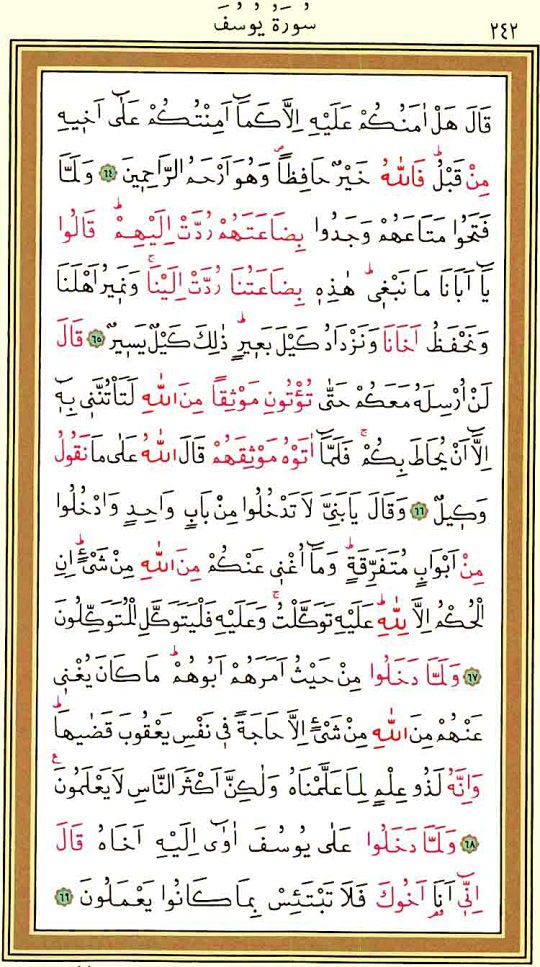 سُورَةُ يُوسُفَ
٢٤٢
قَالَ هَلْ اٰمَنُكُمْ عَلَيْهِ اِلَّا كَمَٓا اَمِنْتُكُمْ عَلٰٓى اَخ۪يهِ
مِنْ قَبْلُۜ فَاللّٰهُ خَيْرٌ حَافِظًاۖ وَهُوَ اَرْحَمُ الرَّاحِم۪ينَ ﴿٦٤﴾ وَلَمَّا
فَتَحُوا مَتَاعَهُمْ وَجَدُوا بِضَاعَتَهُمْ رُدَّتْ اِلَيْهِمْۜ قَالُوا
يَٓا اَبَانَا مَا نَبْغ۪يۜ هٰذِه۪ بِضَاعَتُنَا رُدَّتْ اِلَيْنَاۚ وَنَم۪يرُ اَهْلَنَا
وَنَحْفَظُ اَخَانَا وَنَزْدَادُ كَيْلَ بَع۪يرٍۜ ذٰلِكَ كَيْلٌ يَس۪يرٌ ﴿٦٥﴾ قَالَ
لَنْ اُرْسِلَهُ مَعَكُمْ حَتّٰى تُؤْتُونِ مَوْثِقًا مِنَ اللّٰهِ لَتَأْتُنَّن۪ي بِه۪ٓ
اِلَّٓا اَنْ يُحَاطَ بِكُمْۚ فَلَمَّٓا اٰتَوْهُ مَوْثِقَهُمْ قَالَ اللّٰهُ عَلٰى مَا نَقُولُ
وَك۪يلٌ ﴿٦٦﴾ وَقَالَ يَا بَنِيَّ لَا تَدْخُلُوا مِنْ بَابٍ وَاحِدٍ وَادْخُلُوا
مِنْ اَبْوَابٍ مُتَفَرِّقَةٍۜ وَمَٓا اُغْن۪ي عَنْكُمْ مِنَ اللّٰهِ مِنْ شَيْءٍۜ اِنِ
الْحُكْمُ اِلَّا لِلّٰهِۜ عَلَيْهِ تَوَكَّلْتُۚ وَعَلَيْهِ فَلْيَتَوَكَّلِ الْمُتَوَكِّلُونَ
﴿٦٧﴾ وَلَمَّا دَخَلُوا مِنْ حَيْثُ اَمَرَهُمْ اَبُوهُمْۜ مَا كَانَ يُغْن۪ي
عَنْهُمْ مِنَ اللّٰهِ مِنْ شَيْءٍ اِلَّا حَاجَةً ف۪ي نَفْسِ يَعْقُوبَ قَضٰيهَاۜ
وَاِنَّهُ لَذُو عِلْمٍ لِمَا عَلَّمْنَاهُ وَلٰكِنَّ اَكْثَرَ النَّاسِ لَا يَعْلَمُونَ۟
﴿٦٨﴾ وَلَمَّا دَخَلُوا عَلٰى يُوسُفَ اٰوٰٓى اِلَيْهِ اَخَاهُ قَالَ
اِنّ۪ٓي اَنَا۬ اَخُوكَ فَلَا تَبْتَئِسْ بِمَا كَانُوا يَعْمَلُونَ ﴿٦٩﴾